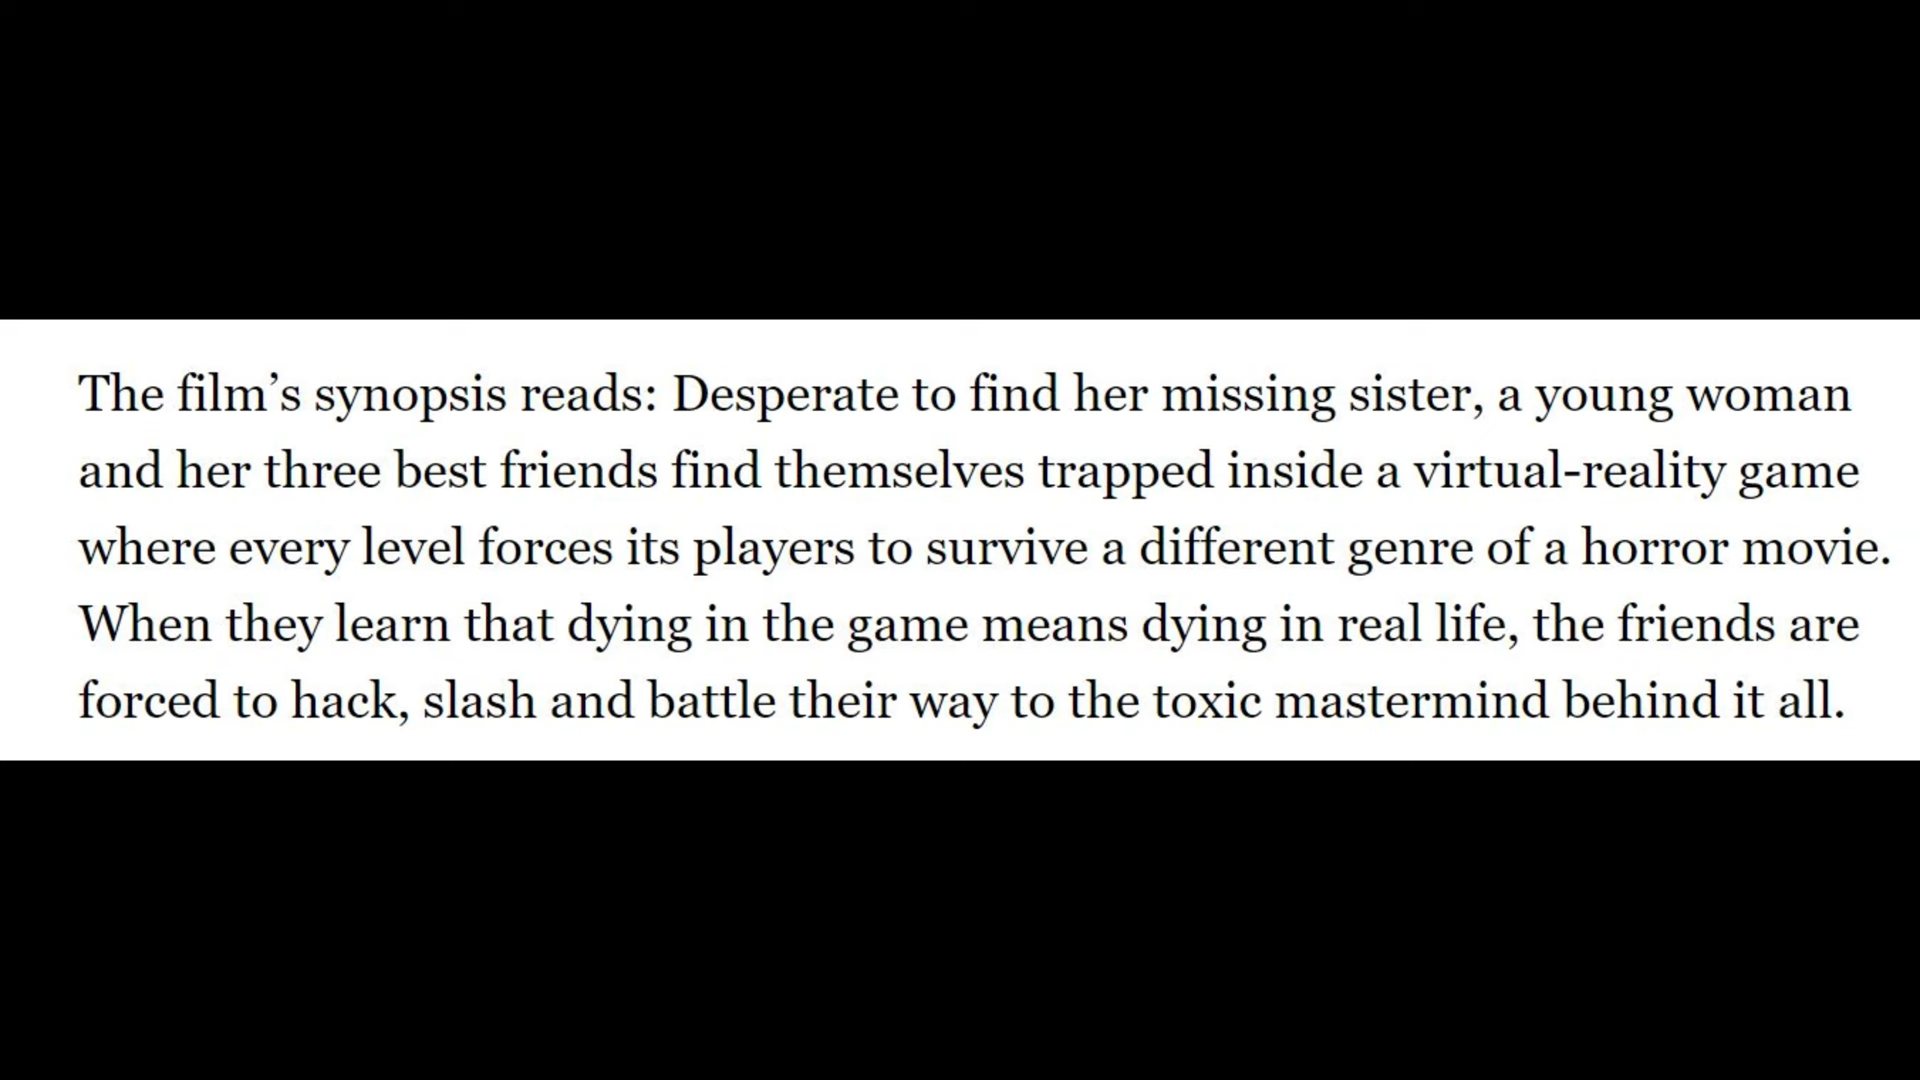 The film’s synopsis reads: Desperate to find her missing sister, a young woman
and her three best friends find themselves trapped inside a virtual-reality game
where every level forces its players to survive a different genre of a horror movie.
When they learn that dying in the game means dying in real life, the friends are
forced to hack, slash and battle their way to the toxic mastermind behind it all.